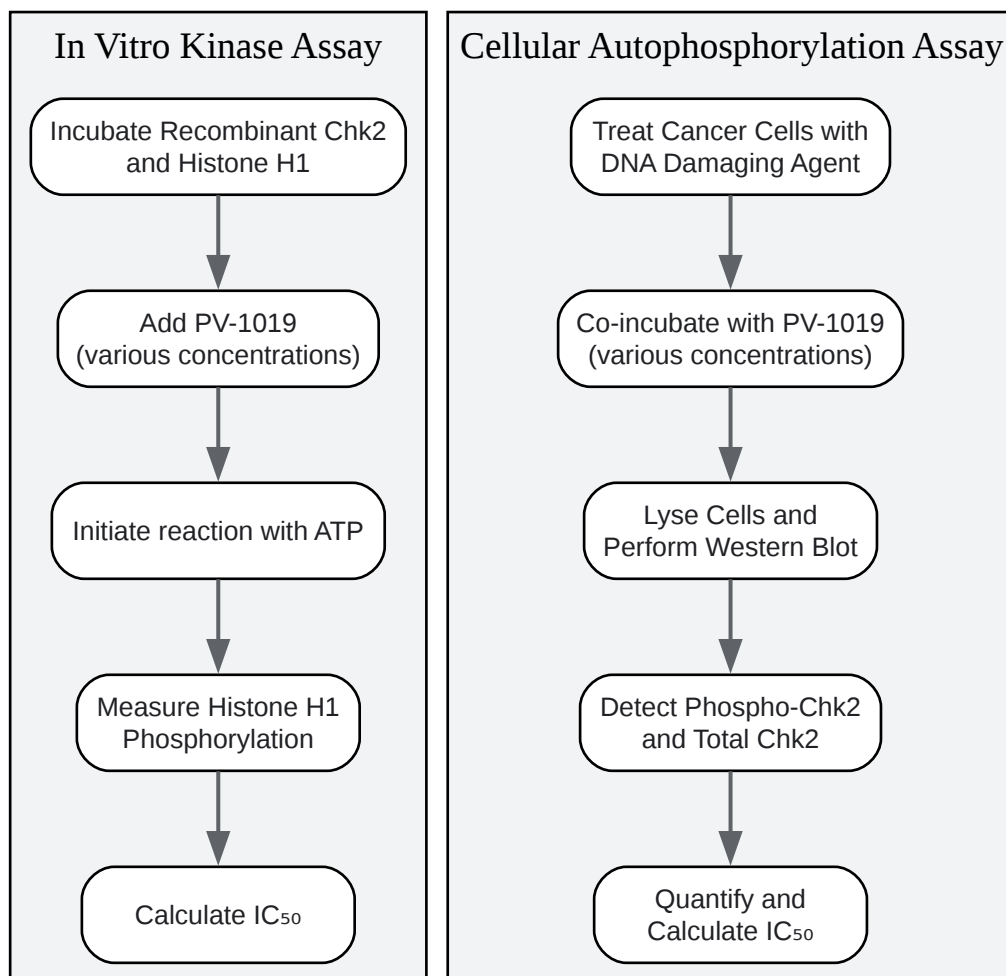 In Vitro Kinase Assay
Incubate Recombinant Chk2
and Histone H1
Add PV-1019
(various concentrations)
Initiate reaction with ATP
Measure Histone H1
Phosphorylation
Calculate IC₅₀
Cellular Autophosphorylation Assay
Treat Cancer Cells with
DNA Damaging Agent
Co-incubate with PV-1019
(various concentrations)
Lyse Cells and
Perform Western Blot
Detect Phospho-Chk2
and Total Chk2
Quantify and
Calculate IC₅₀